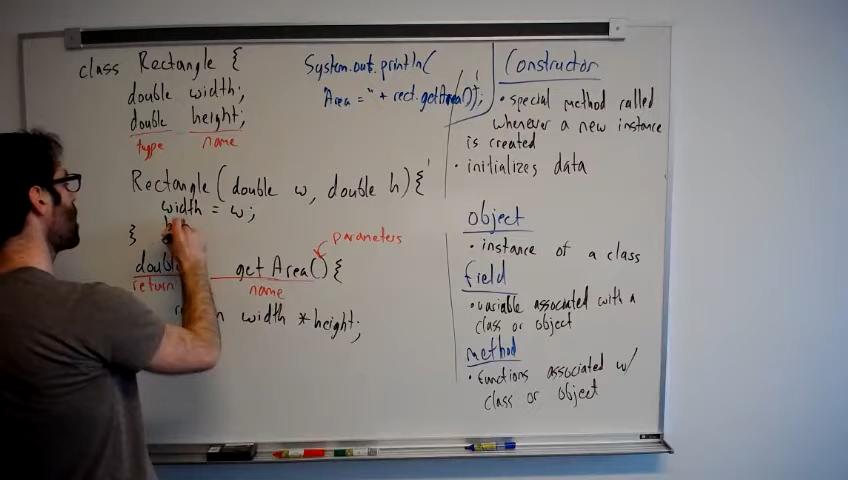 class Rectangle {
double width;
double height;
type name
Rectangle (double w, double h) {
width = w;
}
parameters
double getArea() {
return name
width * height;
System.out.println(
"Area = " + rect.getArea());
Constructor
• special method called
whenever a new instance
is created
• initializes data
object
• instance of a class
field
• variable associated with a
class or object
method
• functions associated w/
class or object